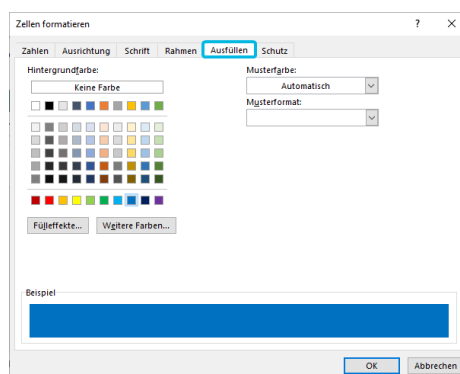 Zellen formatieren ? ×
Zahlen Ausrichtung Schrift Rahmen Ausfüllen Schutz
Hintergrundfarbe:
Keine Farbe
Musterfarbe:
Automatisch
Musterformat:
Fülleffekte... Weitere Farben...
Beispiel
OK Abbrechen